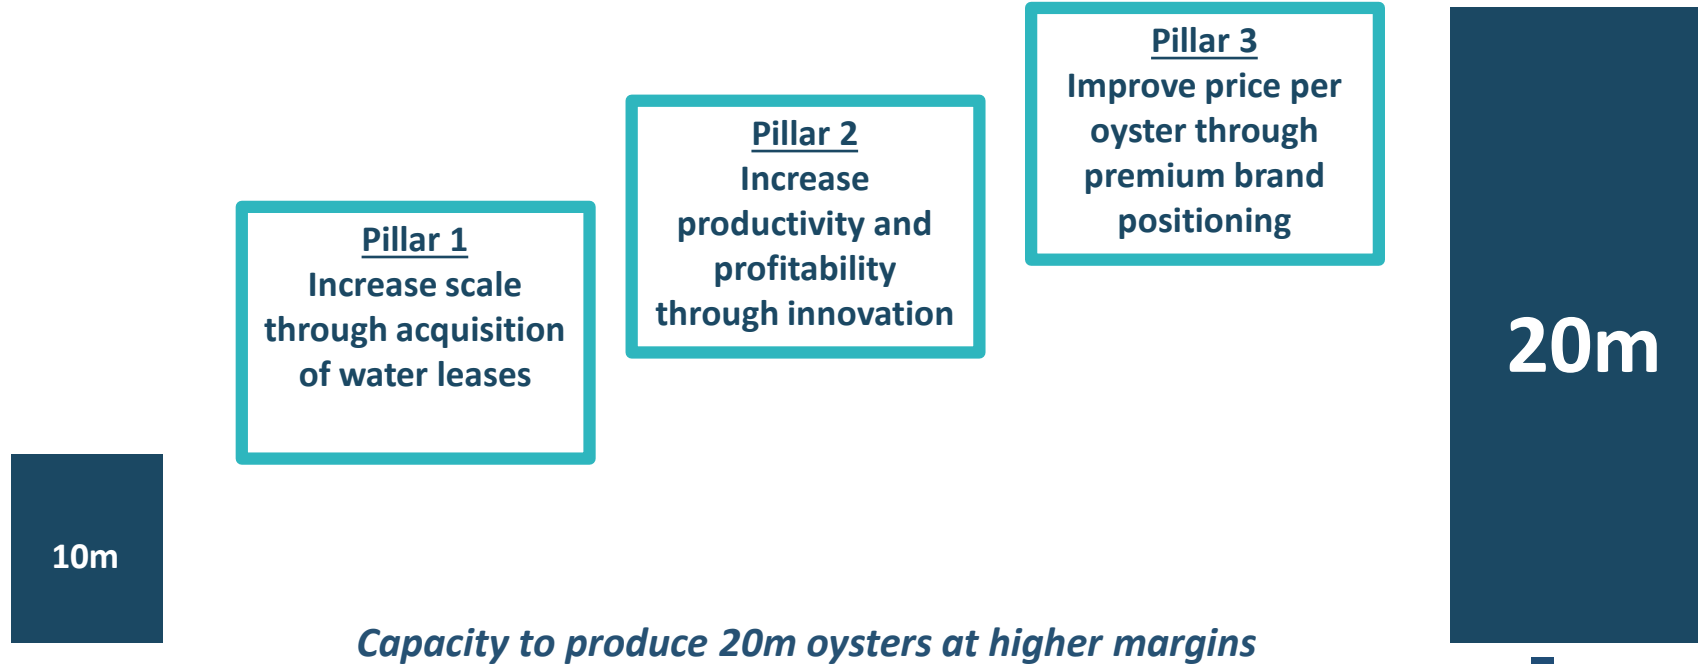 10m
Pillar 1
Increase scale
through acquisition
of water leases
Pillar 2
Increase
productivity and
profitability
through innovation
Pillar 3
Improve price per
oyster through
premium brand
positioning
20m
Capacity to produce 20m oysters at higher margins